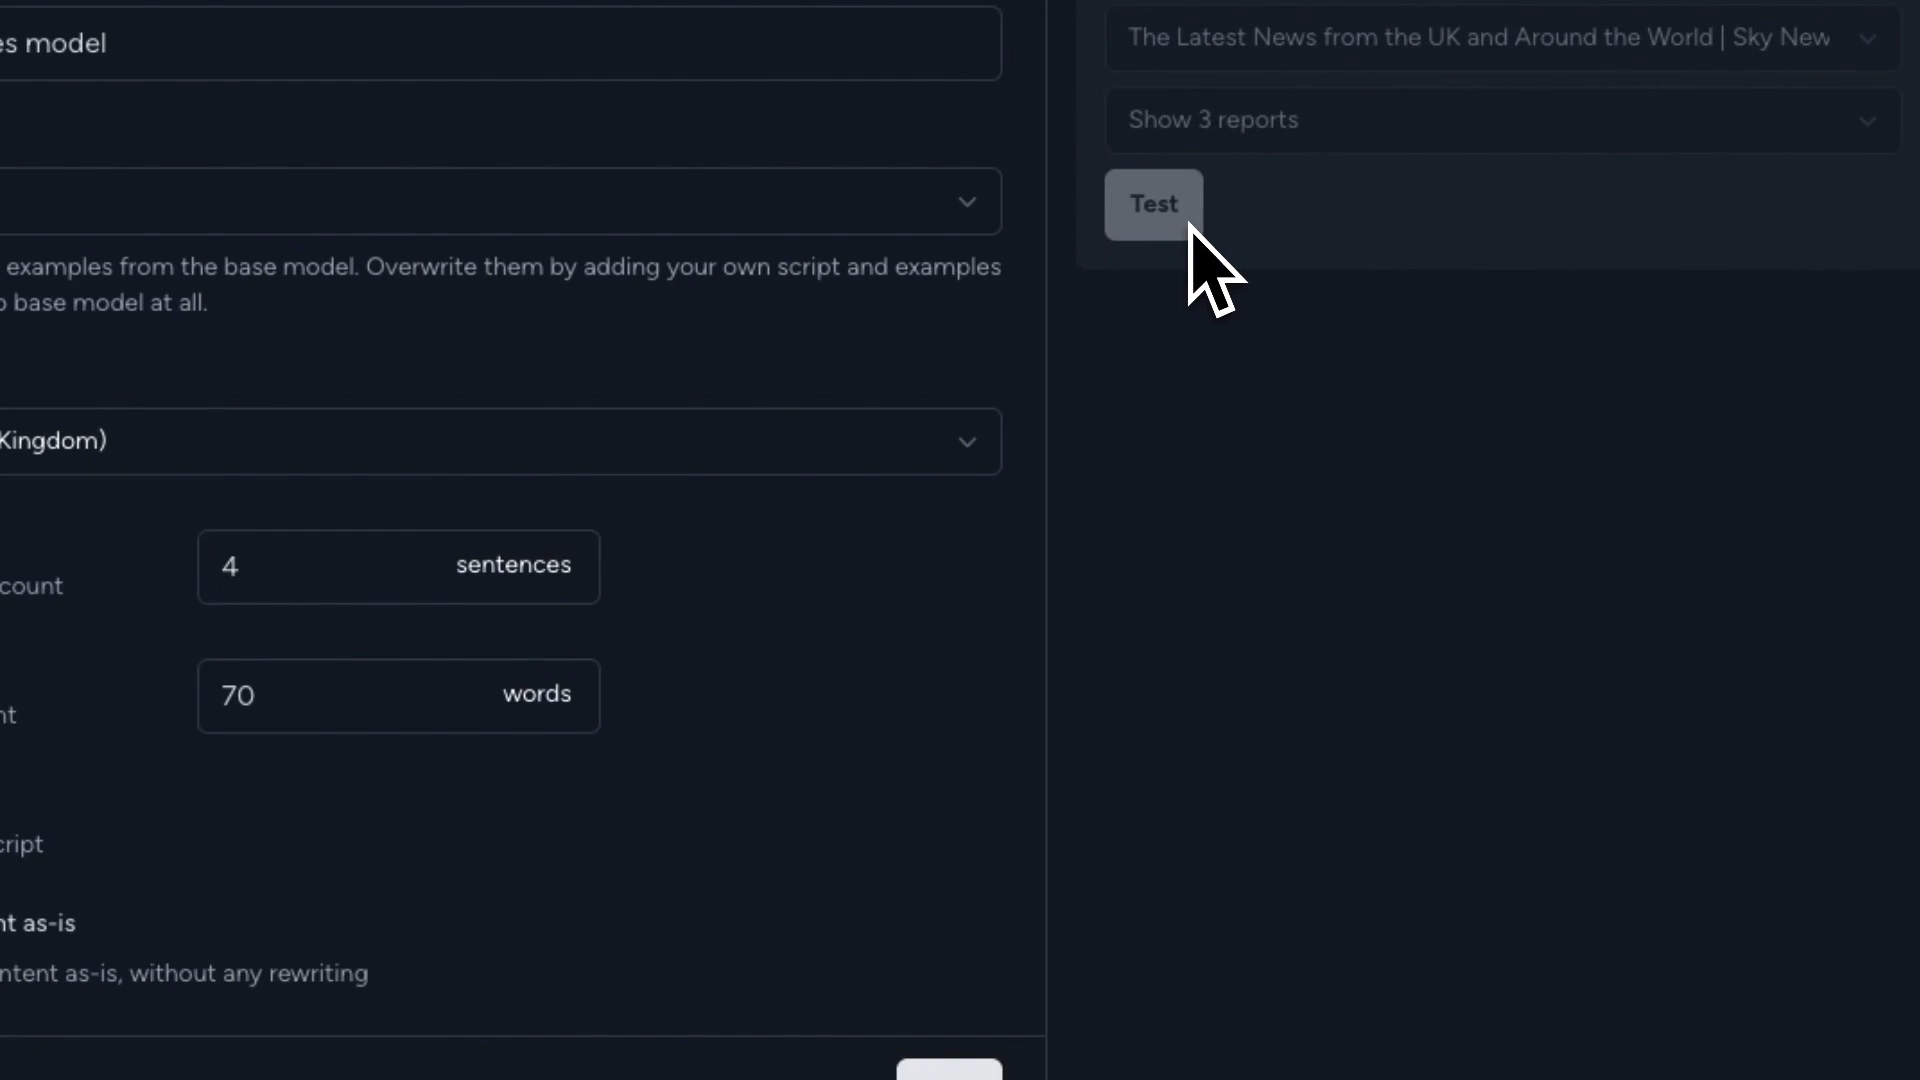 es model
examples from the base model. Overwrite them by adding your own script and examples
base model at all.
Kingdom)
4 sentences
count
70 words
nt
cript
nt as-is
ntent as-is, without any rewriting
The Latest News from the UK and Around the World | Sky New
Show 3 reports
Test